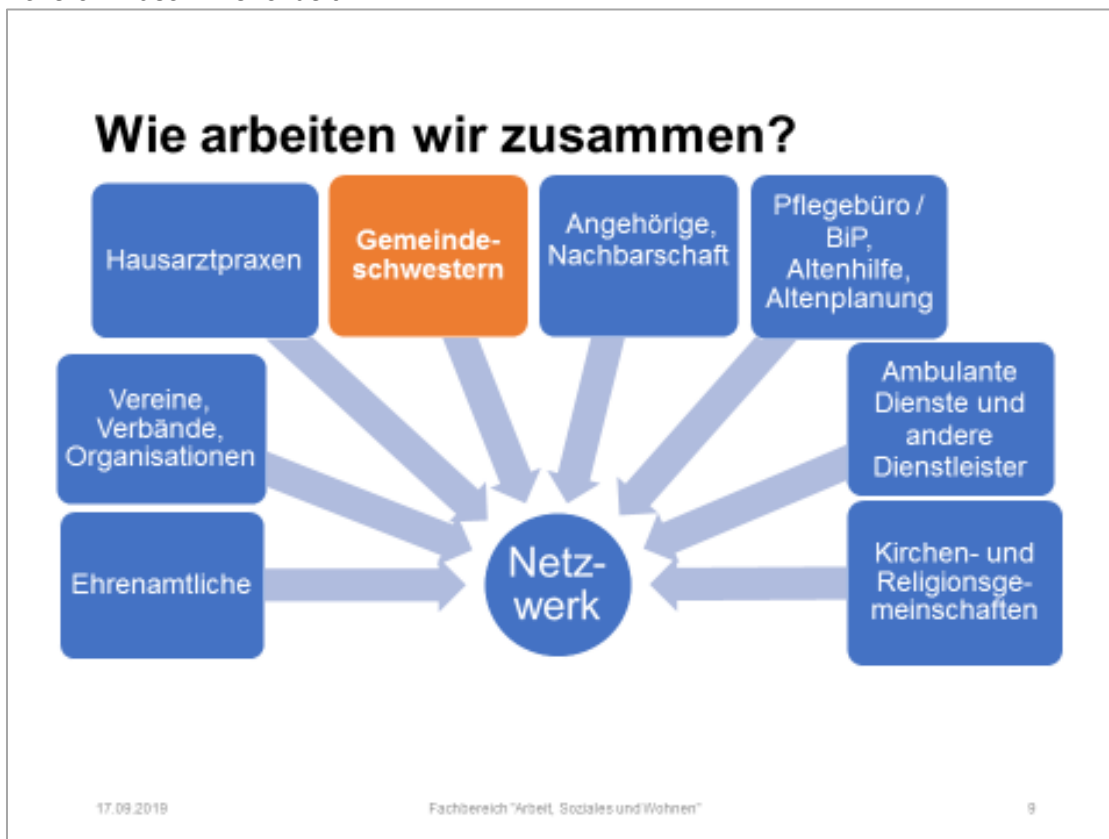 Wie arbeiten wir zusammen?
Hausarztpraxen
Gemeinde-
schwestern
Angehörige,
Nachbarschaft
Pflegebüro /
BiP,
Altenhilfe,
Altenplanung
Vereine,
Verbände,
Organisationen
Ambulante
Dienste und
andere
Dienstleister
Ehrenamtliche
Netz-
werk
Kirchen- und
Religionsge-
meinschaften
17.09.2019
Fachbereich "Arbeit, Soziales und Wohnen"
9